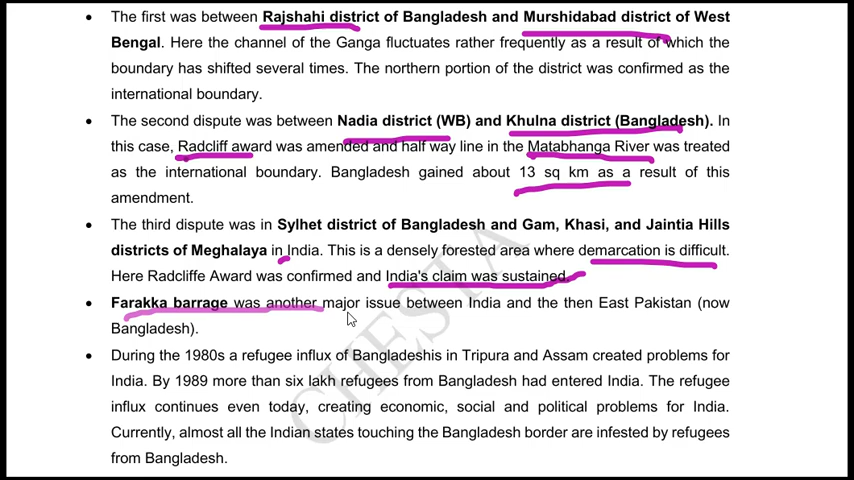 • The first was between Rajshahi district of Bangladesh and Murshidabad district of West
Bengal. Here the channel of the Ganga fluctuates rather frequently as a result of which the
boundary has shifted several times. The northern portion of the district was confirmed as the
international boundary.
• The second dispute was between Nadia district (WB) and Khulna district (Bangladesh). In
this case, Radcliff award was amended and half way line in the Matabhanga River was treated
as the international boundary. Bangladesh gained about 13 sq km as a result of this
amendment.
• The third dispute was in Sylhet district of Bangladesh and Gam, Khasi, and Jaintia Hills
districts of Meghalaya in India. This is a densely forested area where demarcation is difficult.
Here Radcliffe Award was confirmed and India's claim was sustained.
• Farakka barrage was another major issue between India and the then East Pakistan (now
Bangladesh).
• During the 1980s a refugee influx of Bangladeshis in Tripura and Assam created problems for
India. By 1989 more than six lakh refugees from Bangladesh had entered India. The refugee
influx continues even today, creating economic, social and political problems for India.
Currently, almost all the Indian states touching the Bangladesh border are infested by refugees
from Bangladesh.
CHESTA